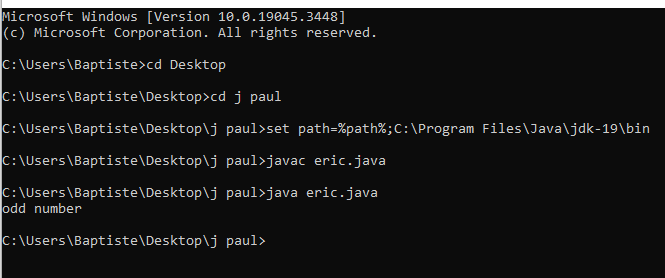 Microsoft Windows [Version 10.0.19045.3448]
(c) Microsoft Corporation. All rights reserved.
C:\Users\Baptiste>cd Desktop
C:\Users\Baptiste\Desktop>cd j paul
C:\Users\Baptiste\Desktop\j paul>set path=%path%;C:\Program Files\Java\jdk-19\bin
C:\Users\Baptiste\Desktop\j paul>javac eric.java
C:\Users\Baptiste\Desktop\j paul>java eric.java
odd number
C:\Users\Baptiste\Desktop\j paul>